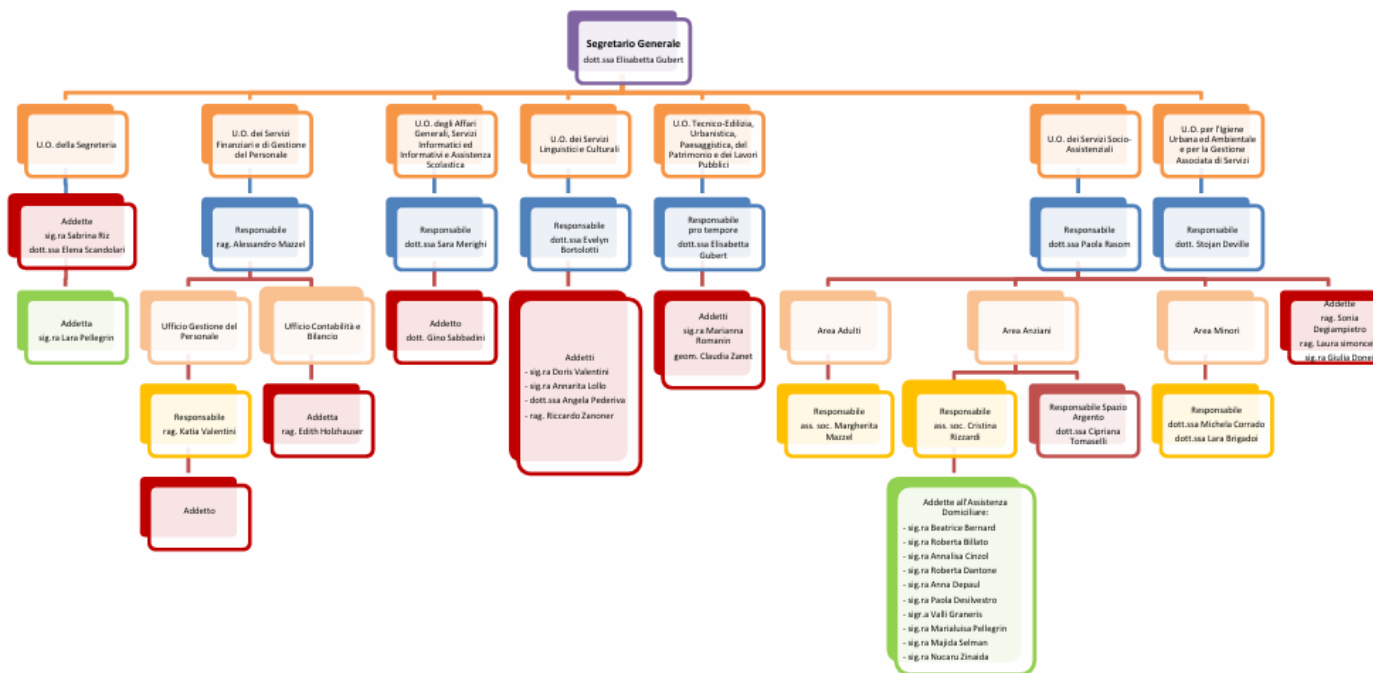 Segretario Generale
dott.ssa Elisabetta Gubert
U.O. della Segreteria
U.O. dei Servizi
Finanziari e di Gestione
del Personale
U.O. degli Affari
Generali, Servizi
Informatici ed
Informativi e Assistenza
Scolastica
U.O. dei Servizi
Linguistici e Culturali
U.O. Tecnico-Edilizia,
Urbanistica,
Paesaggistica, del
Patrimonio e dei Lavori
Pubblici
U.O. dei Servizi Socio-
Assistenziali
U.O. per l'Igiene
Urbana ed Ambientale
e per la Gestione
Associata di Servizi
Addette
sig.ra Sabrina Riz
dott.ssa Elena Scandolari
Responsabile
rag. Alessandro Mazzel
Responsabile
dott.ssa Sara Merighi
Responsabile
dott.ssa Evelyn
Bortolotti
Responsabile
pro tempore
dott.ssa Elisabetta
Gubert
Responsabile
dott.ssa Paola Rasom
Responsabile
dott. Stojan Deville
Addetta
sig.ra Lara Pellegrin
Ufficio Gestione del
Personale
Ufficio Contabilità e
Bilancio
Addetto
dott. Gino Sabbadini
Addetti
- sig.ra Doris Valentini
- sig.ra Annarita Lollo
- dott.ssa Angela Pederiva
- rag. Riccardo Zanoner
Addetti
sig.ra Marianna
Romanin
geom. Claudia Zanet
Area Adulti
Area Anziani
Area Minori
Addette
rag. Sonia
Degiampietro
rag. Laura
sig.ra Giulia
Responsabile
rag. Katia Valentini
Addetta
rag. Edith Holzhauser
Responsabile
ass. soc. Margherita
Mazzel
Responsabile
ass. soc. Cristina
Rizzardi
Responsabile Spazio
Argento
dott.ssa Cipriana
Tomaselli
Responsabile
dott.ssa Michela Corrado
dott.ssa Lara Brigadoi
Addetto
Addette all'Assistenza
Domiciliare:
- sig.ra Beatrice Bernard
- sig.ra Roberta Billato
- sig.ra Annalisa Cinzol
- sig.ra Roberta Dantone
- sig.ra Anna Depaul
- sig.ra Paola Desilvestro
- sigr.a Valli Graneris
- sig.ra Marialuisa Pellegrin
- sig.ra Majida Selman
- sig.ra Nucaru Zinaida